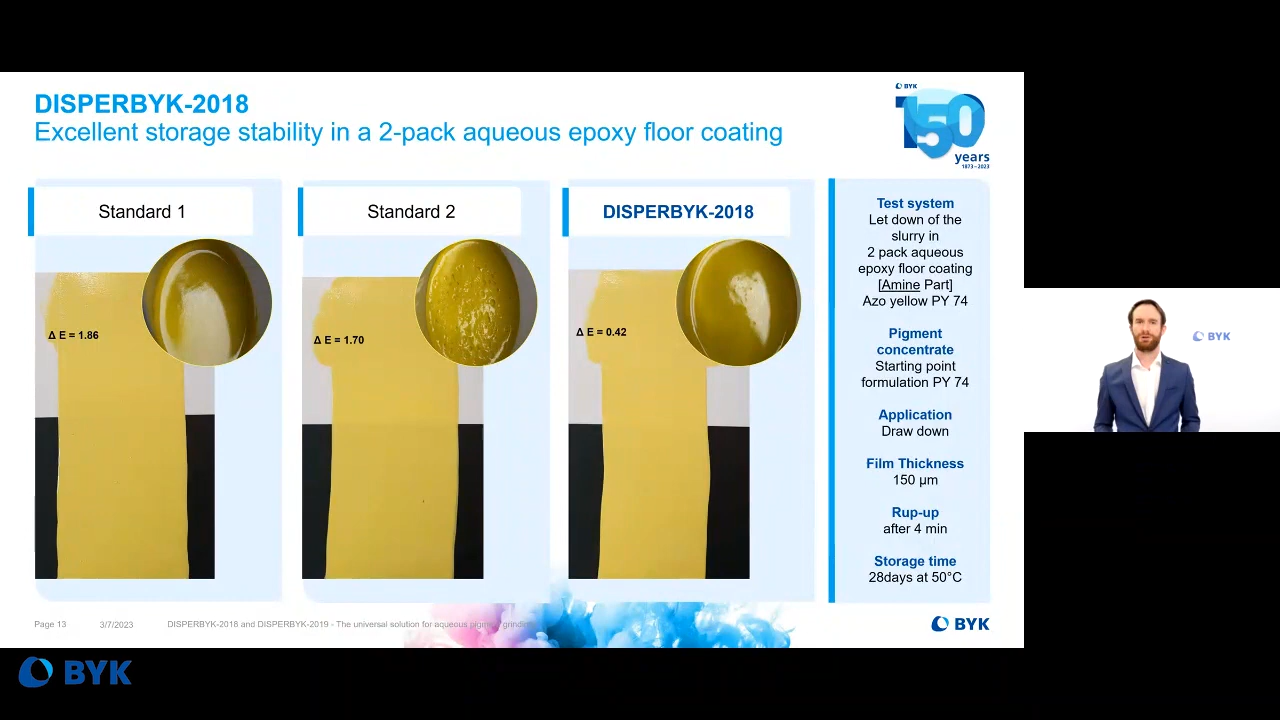 DISPERBYK-2018
Excellent storage stability in a 2-pack aqueous epoxy floor coating
BYK
150
years
1873 – 2023
Standard 1
Standard 2
DISPERBYK-2018
Δ E = 1.86
Δ E = 1.70
Δ E = 0.42
Test system
Let down of the
slurry in
2 pack aqueous
epoxy floor coating
[Amine Part]
Azo yellow PY 74
Pigment
concentrate
Starting point
formulation PY 74
Application
Draw down
Film Thickness
150 µm
Rup-up
after 4 min
Storage time
28days at 50°C
BYK
Page 13
3/7/2023
DISPERBYK-2018 and DISPERBYK-2019 - The universal solution for aqueous pigment grinding
BYK
BYK